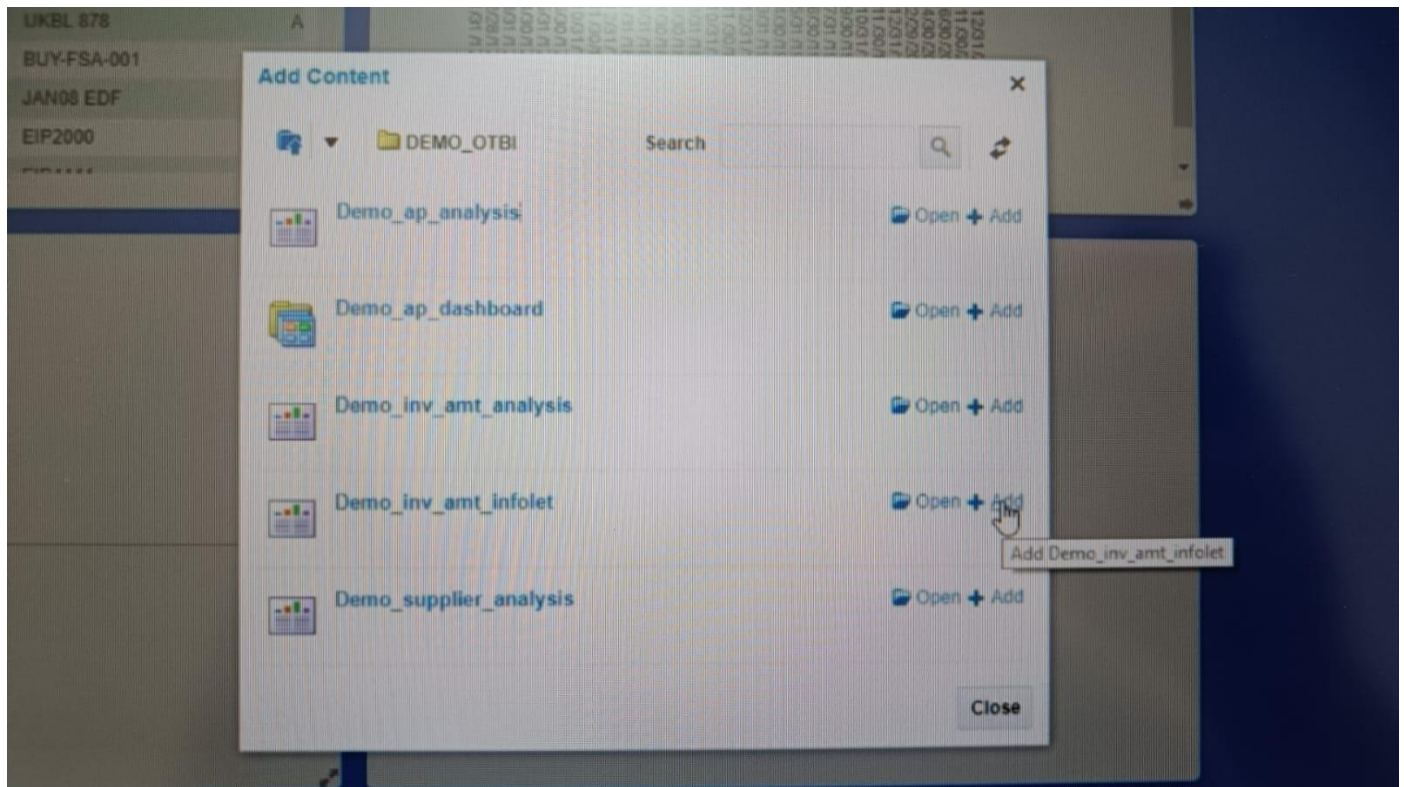 UKBL 878 A
BUY-FSA-001
JAN08 EDF
EIP2000
Add Content
DEMO_OTBI Search
Demo_ap_analysis Open Add
Demo_ap_dashboard Open Add
Demo_inv_amt_analysis Open Add
Demo_inv_amt_infolet Open Add
Add Demo_inv_amt_infolet
Demo_supplier_analysis Open Add
Close